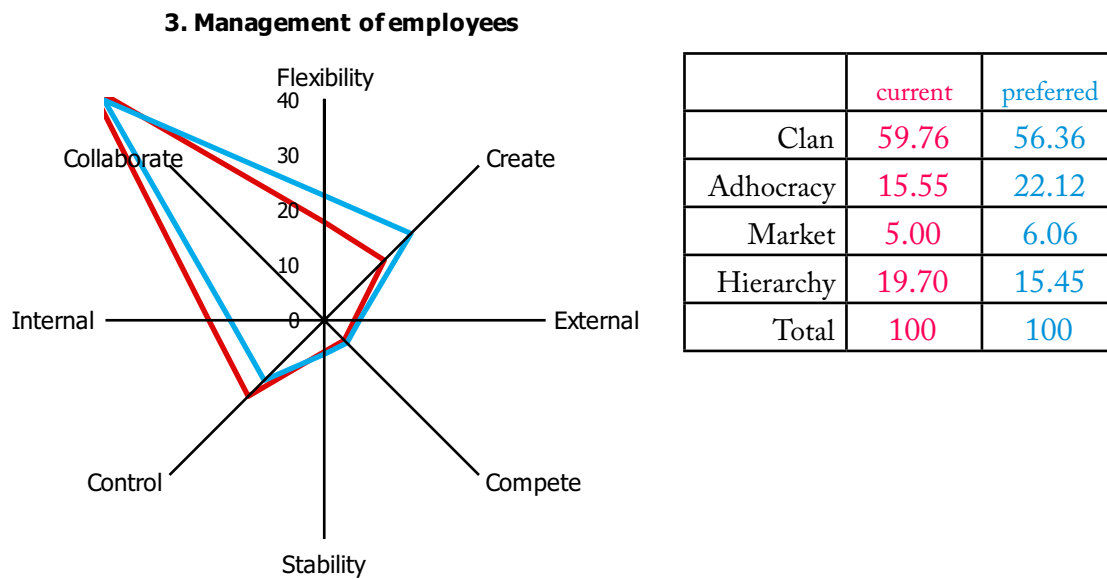 3. Management of employees
Flexibility
40
30
20
10
0
Collaborate
Create
Internal
External
Control
Compete
Stability
current preferred
Clan 59.76 56.36
Adhocracy 15.55 22.12
Market 5.00 6.06
Hierarchy 19.70 15.45
Total 100 100